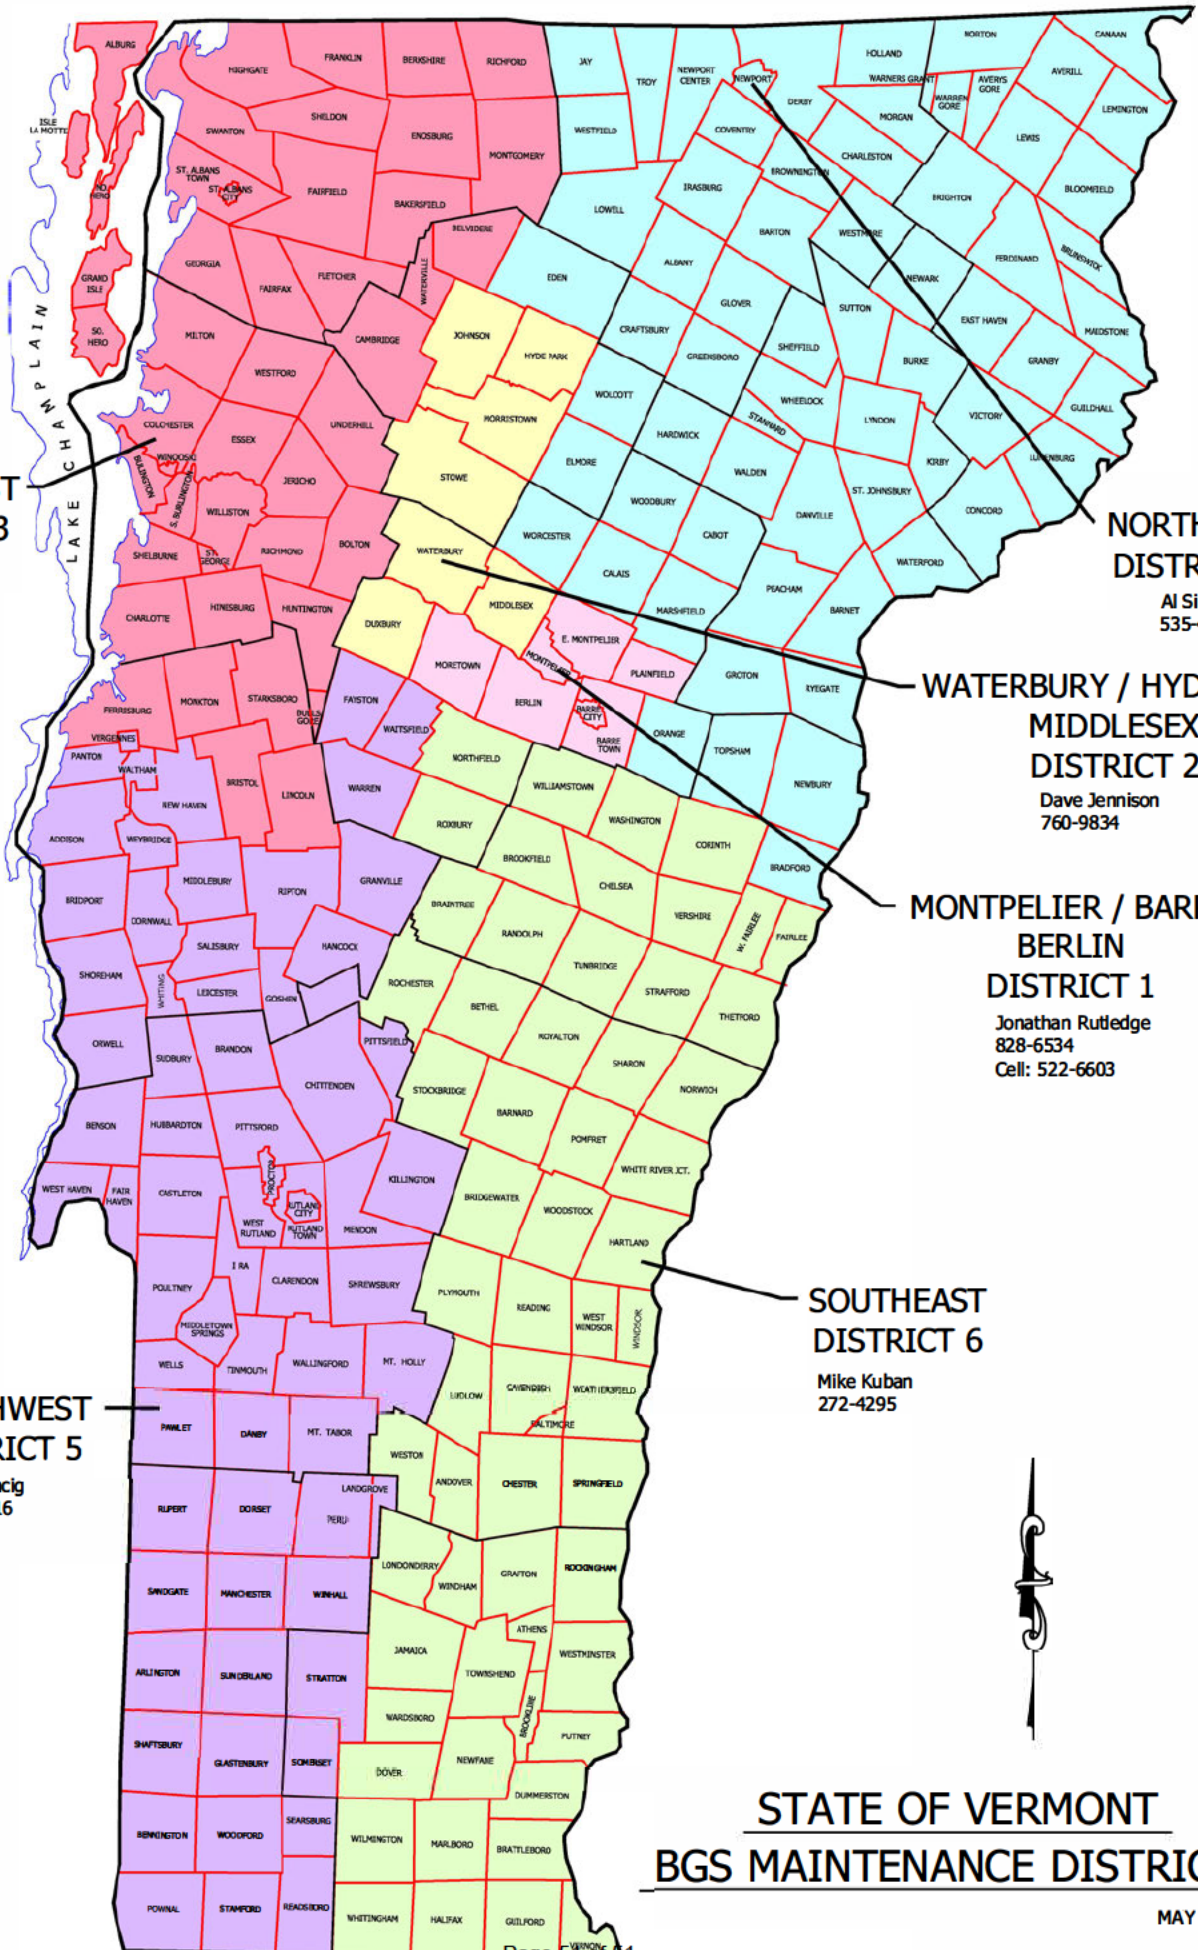 ALBURG
HIGHGATE
FRANKLIN
BERKSHIRE
RICHFORD
JAY
TROY
NEWPORT
CENTER
NEWPORT
DERBY
HOLLAND
NORTON
CANAAN
WARNERS GRANT
WARREN
GORE
AVERYS
GORE
AVERILL
LEMINGTON
ISLE
LA MOTTE
SWANTON
SHELDON
ENOSBURG
MONTGOMERY
WESTFIELD
COVENTRY
MORGAN
LEWIS
CHARLESTON
BROWNINGTON
BLOOMFIELD
ST. ALBANS
TOWN
ST. ALBANS
CITY
FAIRFIELD
BAKERSFIELD
NO.
HERO
LOWILL
IRASBURG
BRIGHTON
BELVIDERE
BARTON
WESTMORE
FERDINAND
BRUNSWICK
GEORGIA
FAIRFAX
FLETCHER
WATERVILLE
EDEN
ALBANY
NEWARK
GRAND
ISLE
GLOVER
SUTTON
EAST HAVEN
MAIDSTONE
SO.
HERO
MILTON
CAMBRIDGE
JOHNSON
HYDE PARK
CRAFTSBURY
GREENSBORO
SHEFFIELD
BURKE
GRANBY
WESTFORD
WOLCOTT
WHEELOCK
GUILDHALL
COLCHESTER
ESSEX
UNDERHILL
MORRISTOWN
HARDWICK
STANNARD
LYNDON
VICTORY
LAKE CHAMPLAIN
WINOOSKI
BULINGTON
S. BURLINGTON
JERICHO
STOWE
ELMORE
WALDEN
KIRBY
LUNENBURG
T
3
WILLISTON
WOODBURY
ST. JOHNSBURY
DANVILLE
CONCORD
SHELBURNE
ST.
GEORGE
RICHMOND
BOLTON
WATERBURY
WORCESTER
CABOT
WATERFORD
NORTH
DISTR
Al Si
535-
CALAIS
PEACHAM
CHARLOTTE
HINESBURG
HUNTINGTON
DUXBURY
MIDDLESEX
MARSHFIELD
BARNET
E. MONTPELIER
MORETOWN
MONTPELIER
PLAINFIELD
GROTON
RYEGATE
WATERBURY / HYD
MIDDLESEX
DISTRICT 2
Dave Jennison
760-9834
FERRISBURG
MONKTON
STARKSBORO
BUELLS
GORE
FAYSTON
WAITSFIELD
BERLIN
BARRE
CITY
BARRE
TOWN
ORANGE
TOPSHAM
NEWBURY
VERGENNES
PANTON
WALTHAM
NEW HAVEN
BRISTOL
LINCOLN
WARREN
NORTHFIELD
WILLIAMSTOWN
WASHINGTON
ADDISON
WEYBRIDGE
ROXBURY
CORINTH
BRADFORD
BROOKFIELD
CHELSEA
MIDDLEBURY
RIPTON
GRANVILLE
BRIDPORT
CORNWALL
BRAINTREE
VERSHIRE
W. FAIRLEE
FAIRLEE
MONTPELIER / BARR
BERLIN
DISTRICT 1
Jonathan Rutledge
828-6534
Cell: 522-6603
SALISBURY
HANCOCK
RANDOLPH
SHOREHAM
WHITING
LEICESTER
GOSHEN
ROCHESTER
TUNBRIDGE
STRAFFORD
BETHEL
THETFORD
ORWELL
SUDBURY
BRANDON
PITTSFIELD
ROYALTON
SHARON
CHITTENDEN
STOCKBRIDGE
NORWICH
BENSON
HUBBARDTON
PITTSFORD
BARNARD
POMFRET
WHITE RIVER JCT.
WEST HAVEN
FAIR
HAVEN
CASTLETON
PROCTOR
KILLINGTON
BRIDGEWATER
WOODSTOCK
WEST
RUTLAND
RUTLAND
CITY
RUTLAND
TOWN
MENDON
HARTLAND
POULTNEY
I RA
CLARENDON
SHREWSBURY
PLYMOUTH
READING
WEST
WINDSOR
WINDSOR
SOUTHEAST
DISTRICT 6
Mike Kuban
272-4295
MIDDLETOWN
SPRINGS
WELLS
TINMOUTH
WALLINGFORD
MT. HOLLY
LUDLOW
CAVENDISH
WEATHERSFIELD
BALTIMORE
HWEST
RICT 5
ncig
16
PAWLET
DANBY
MT. TABOR
WESTON
ANDOVER
CHESTER
SPRINGFIELD
LANDGROVE
RUPERT
DORSET
PERU
LONDONDERRY
WINDHAM
GRAFTON
ROCKINGHAM
SANDGATE
MANCHESTER
WINHALL
ATHENS
JAMAICA
WESTMINSTER
ARLINGTON
SUNDERLAND
STRATTON
TOWNSHEND
WARDSBORO
BROOKLINE
PUTNEY
SHAFTSBURY
GLASTENBURY
SOMERSET
DOVER
NEWFANE
DUMMERSTON
STATE OF VERMONT
BGS MAINTENANCE DISTRIC
MAY
BENNINGTON
WOODFORD
SEARSBURG
WILMINGTON
MARLBORO
BRATTLEBORO
POWNAL
STAMFORD
READSBORO
WHITINGHAM
HALIFAX
GUILFORD
VERNON